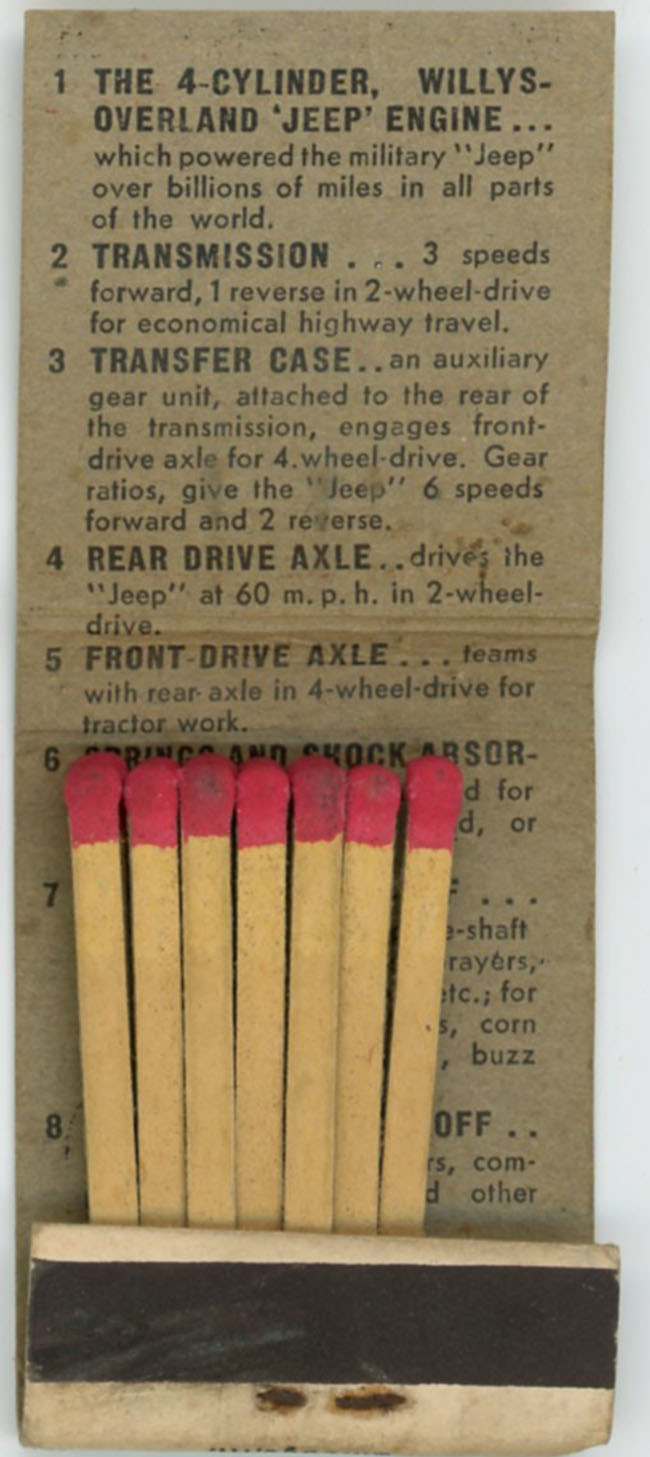 1 THE 4-CYLINDER, WILLYS-
OVERLAND 'JEEP' ENGINE...
which powered the military "Jeep"
over billions of miles in all parts
of the world.
2 TRANSMISSION . . . 3 speeds
forward, 1 reverse in 2-wheel-drive
for economical highway travel.
3 TRANSFER CASE..an auxiliary
gear unit, attached to the rear of
the transmission, engages front-
drive axle for 4.wheel-drive. Gear
ratios, give the "Jeep" 6 speeds
forward and 2 reverse.
4 REAR DRIVE AXLE..drives the
"Jeep" at 60 m.p.h. in 2-wheel-
drive.
5 FRONT-DRIVE AXLE... teams
with rear-axle in 4-wheel-drive for
tractor work.
6 SPRINGS AND SHOCK ABSOR-
for
or
7 ...
-shaft
etc.; for
corn
, buzz
8 OFF ..
com-
other